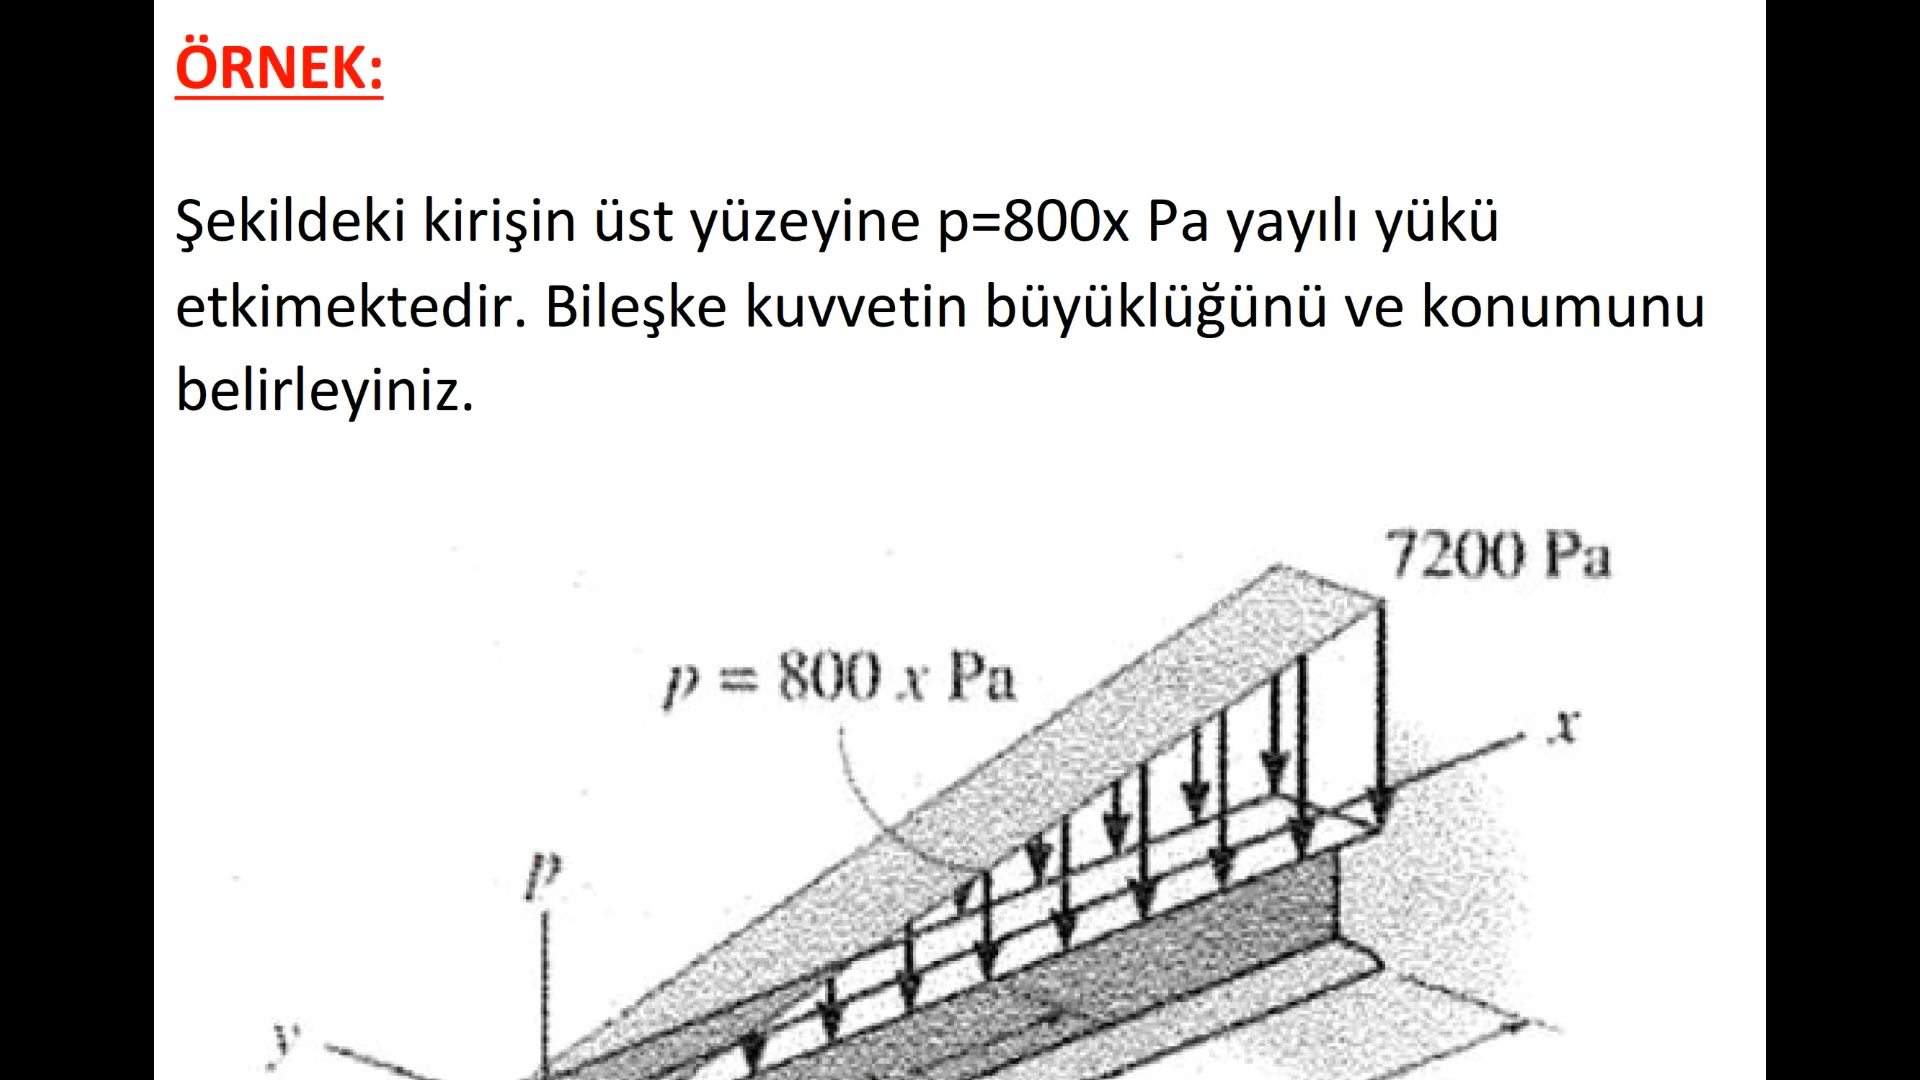 ÖRNEK:
Şekildeki kirişin üst yüzeyine p=800x Pa yayılı yükü
etkimektedir. Bileşke kuvvetin büyüklüğünü ve konumunu
belirleyiniz.
7200 Pa
p = 800 x Pa
x
p
y